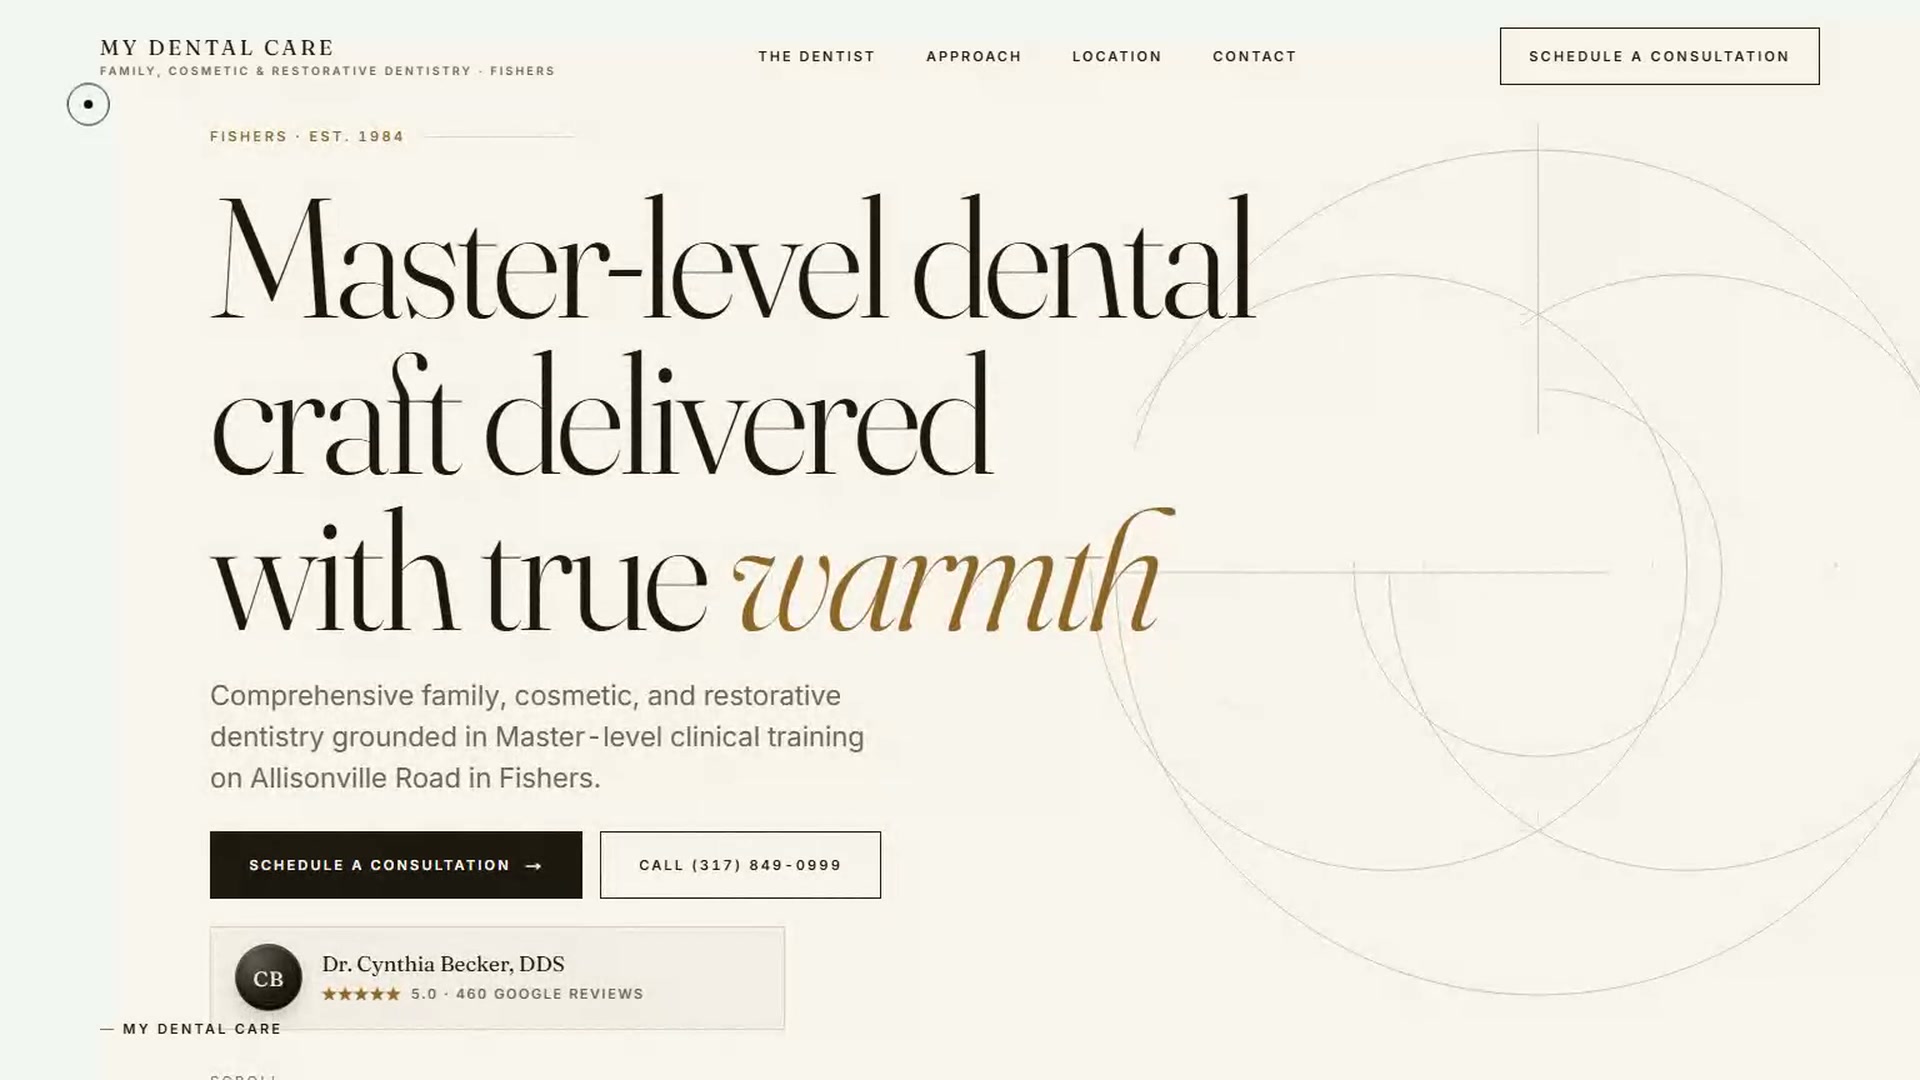 MY DENTAL CARE
FAMILY, COSMETIC & RESTORATIVE DENTISTRY · FISHERS
THE DENTIST
APPROACH
LOCATION
CONTACT
SCHEDULE A CONSULTATION
FISHERS · EST. 1984
Master-level dental
craft delivered
with true warmth
Comprehensive family, cosmetic, and restorative
dentistry grounded in Master-level clinical training
on Allisonville Road in Fishers.
SCHEDULE A CONSULTATION →
CALL (317) 849-0999
CB
Dr. Cynthia Becker, DDS
★★★★★ 5.0 · 460 GOOGLE REVIEWS
— MY DENTAL CARE